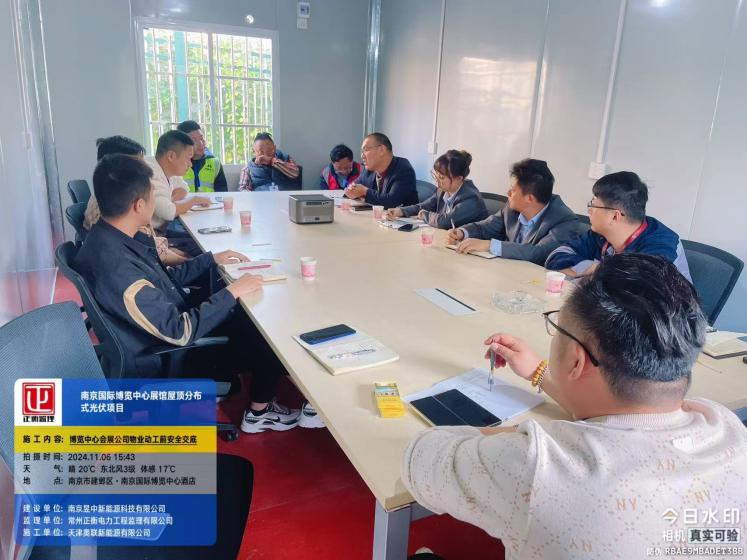 正衡管理
南京国际博览中心展馆屋顶分布
式光伏项目
施工内容: 博览中心会展公司物业动工前安全交底
拍摄时间: 2024.11.06 15:43
天 气: 晴 20℃ 东北风3级 体感 17℃
地 点: 南京市建邺区·南京国际博览中心酒店
建设单位: 南京昱中新能源科技有限公司
监理单位: 常州正衡电力工程监理有限公司
施工单位: 天津奥联新能源有限公司
今日水印
相机 真实可验
防伪 RBAE9MBADET3BB